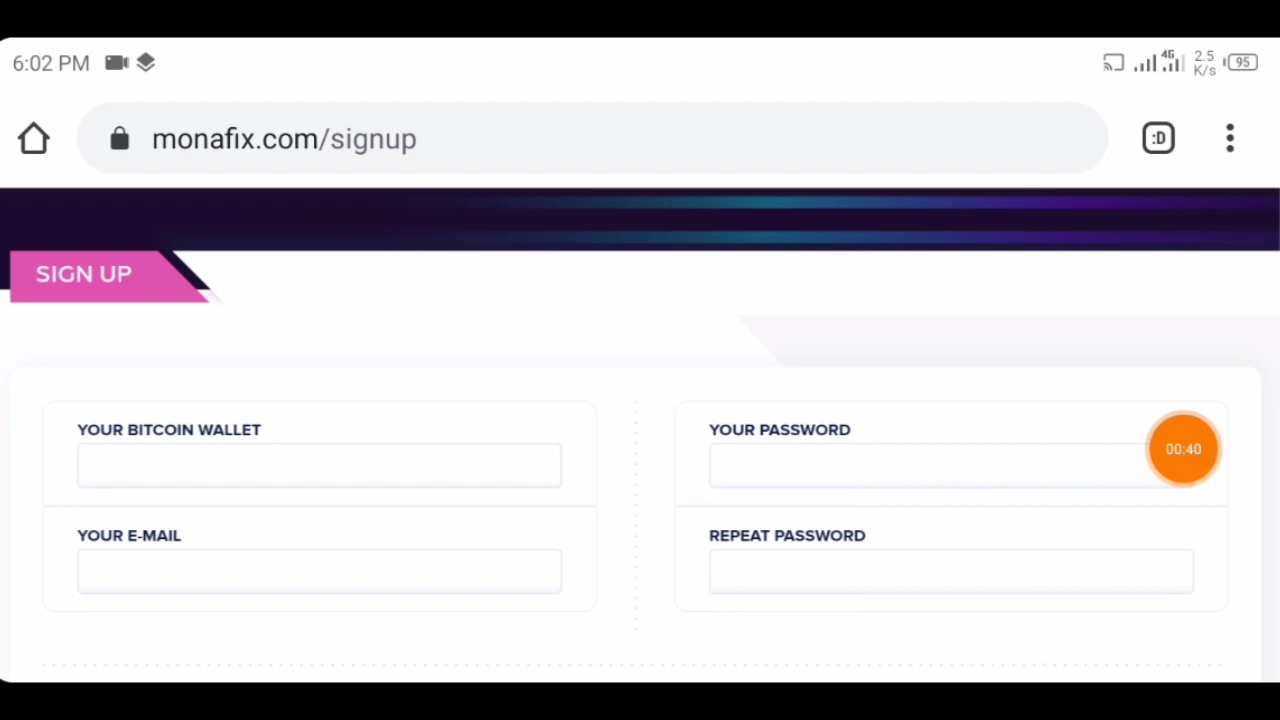 6:02 PM
4G
2.5
K/s
95
monafix.com/signup
:D
SIGN UP
YOUR BITCOIN WALLET
YOUR PASSWORD
00:40
YOUR E-MAIL
REPEAT PASSWORD